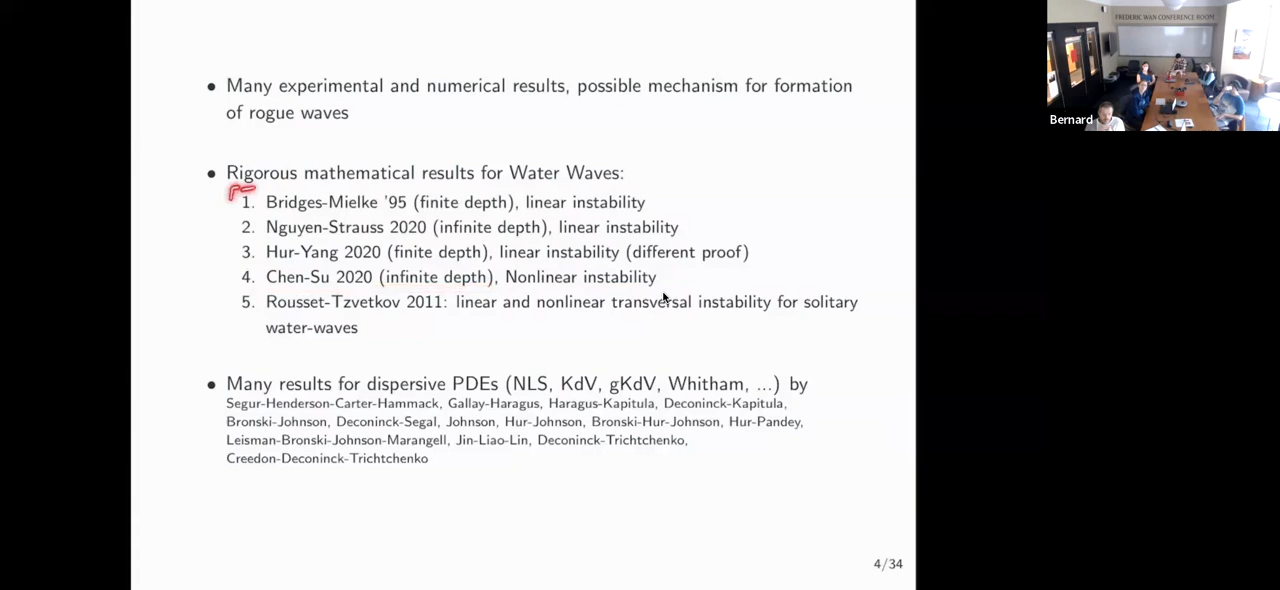 • Many experimental and numerical results, possible mechanism for formation
of rogue waves
• Rigorous mathematical results for Water Waves:
1. Bridges-Mielke '95 (finite depth), linear instability
2. Nguyen-Strauss 2020 (infinite depth), linear instability
3. Hur-Yang 2020 (finite depth), linear instability (different proof)
4. Chen-Su 2020 (infinite depth), Nonlinear instability
5. Rousset-Tzvetkov 2011: linear and nonlinear transversal instability for solitary
water-waves
• Many results for dispersive PDEs (NLS, KdV, gKdV, Whitham, ...) by
Segur-Henderson-Carter-Hammack, Gallay-Haragus, Haragus-Kapitula, Deconinck-Kapitula,
Bronski-Johnson, Deconinck-Segal, Johnson, Hur-Johnson, Bronski-Hur-Johnson, Hur-Pandey,
Leisman-Bronski-Johnson-Marangell, Jin-Liao-Lin, Deconinck-Trichtchenko,
Creedon-Deconinck-Trichtchenko
4/34
FREDERIC WAN CONFERENCE ROOM
Bernard